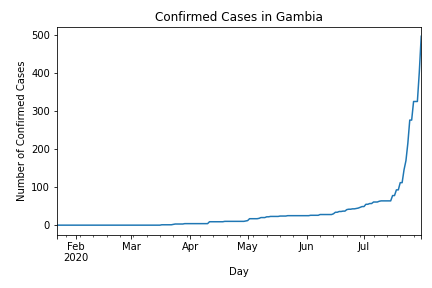 Confirmed Cases in Gambia
Number of Confirmed Cases
500
400
300
200
100
0
Feb Mar Apr May Jun Jul
2020
Day